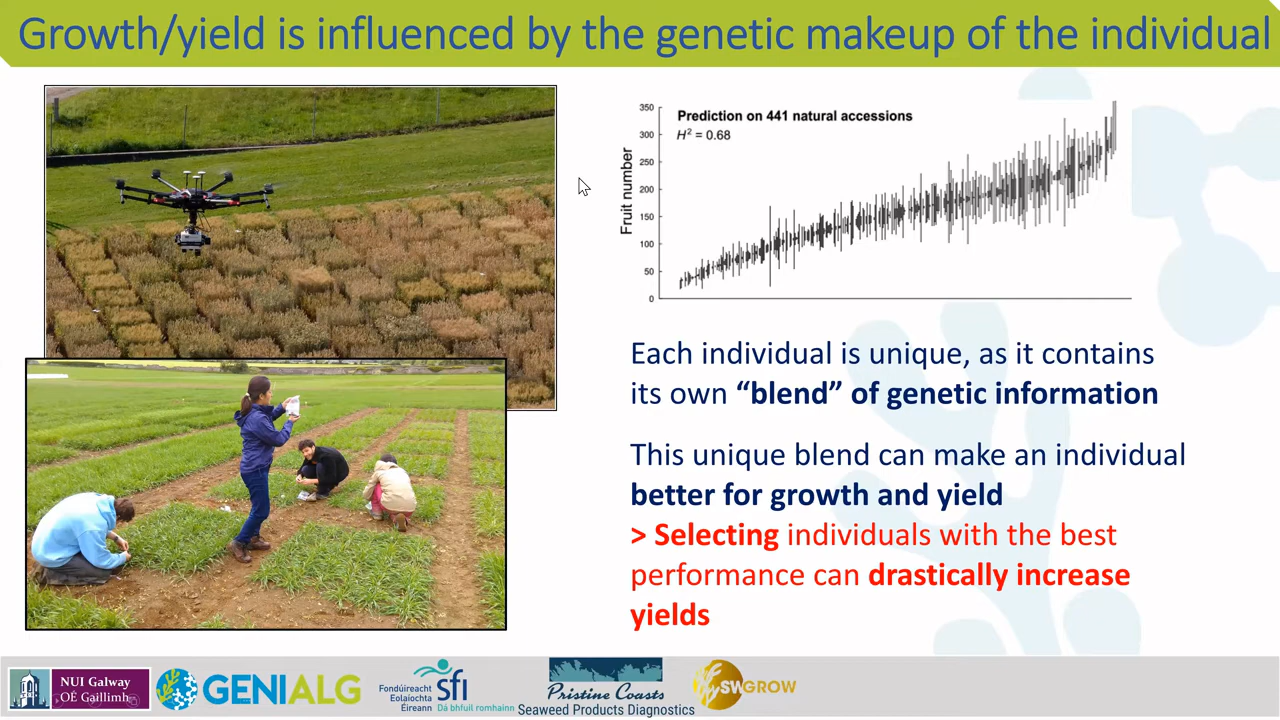 Growth/yield is influenced by the genetic makeup of the individual
Prediction on 441 natural accessions
H² = 0.68
Fruit number
350
300
250
200
150
100
50
0
Each individual is unique, as it contains
its own “blend” of genetic information
This unique blend can make an individual
better for growth and yield
> Selecting individuals with the best
performance can drastically increase
yields
NUI Galway
OÉ Gaillimh
GENIALG
Fondúireacht
Eolaíochta
Éireann
sfi
Dá bhfuil romhainn
Pristine Coasts
Seaweed Products Diagnostics
SWGROW